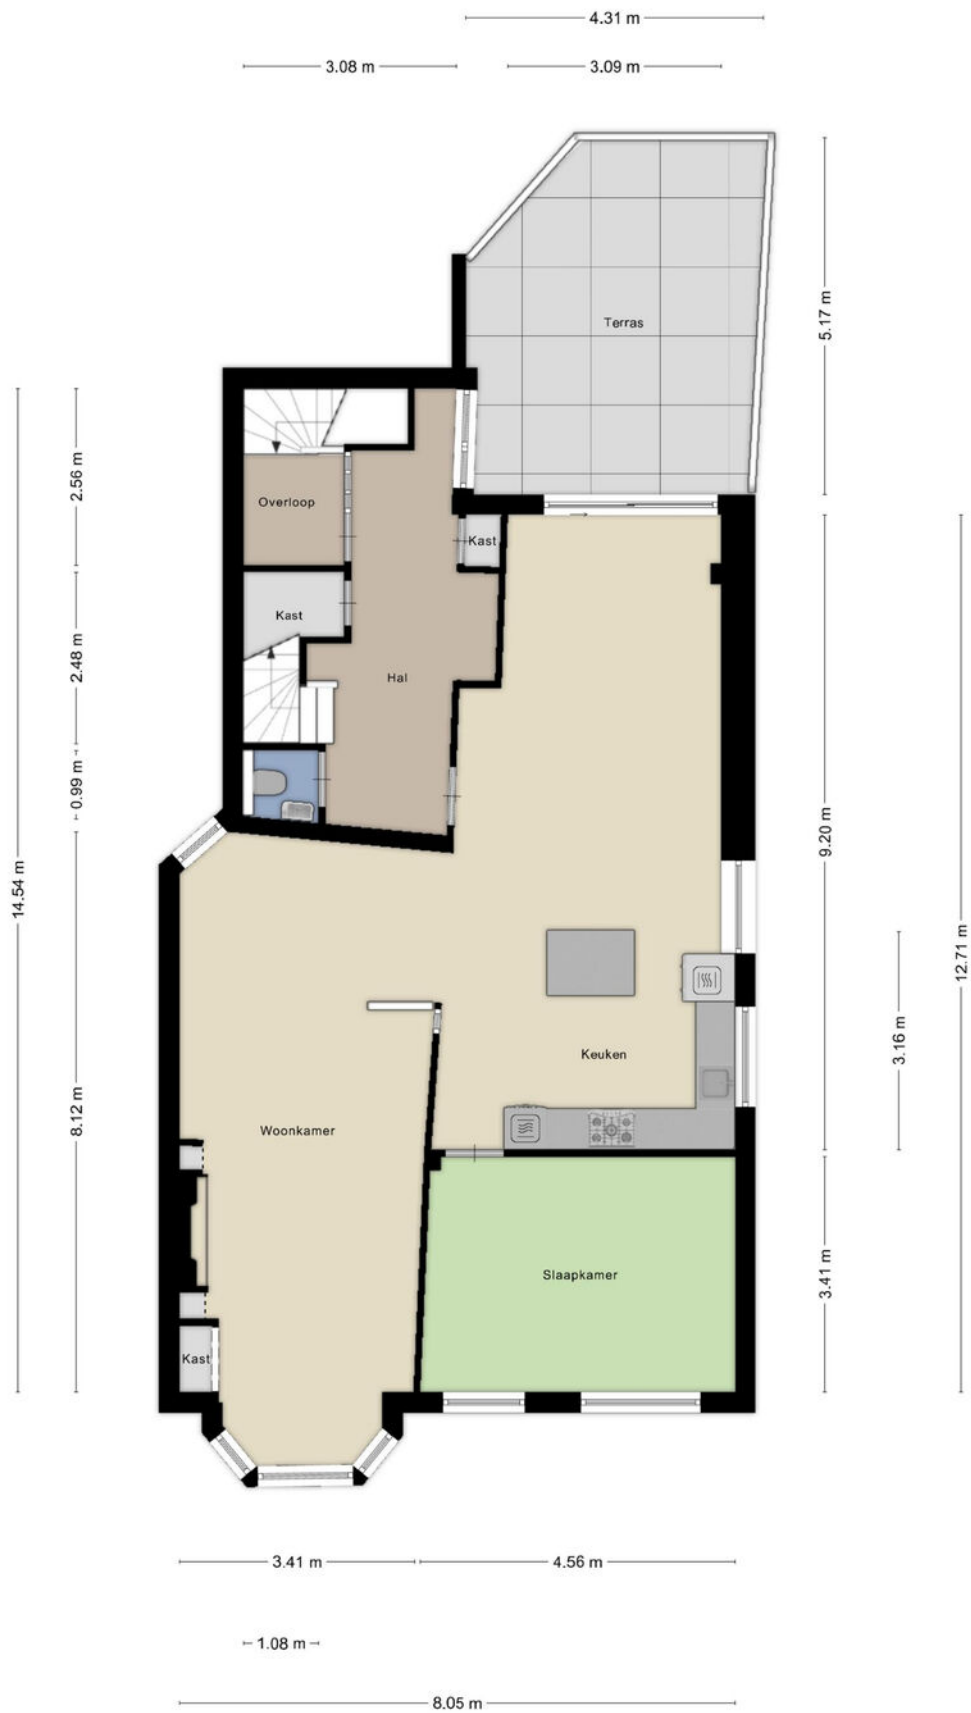 4.31 m
3.08 m
3.09 m
5.17 m
Terras
2.56 m
Overloop
Kast
Kast
2.48 m
Hal
0.99 m
9.20 m
14.54 m
12.71 m
3.16 m
Keuken
8.12 m
Woonkamer
3.41 m
Slaapkamer
Kast
3.41 m
4.56 m
1.08 m
8.05 m